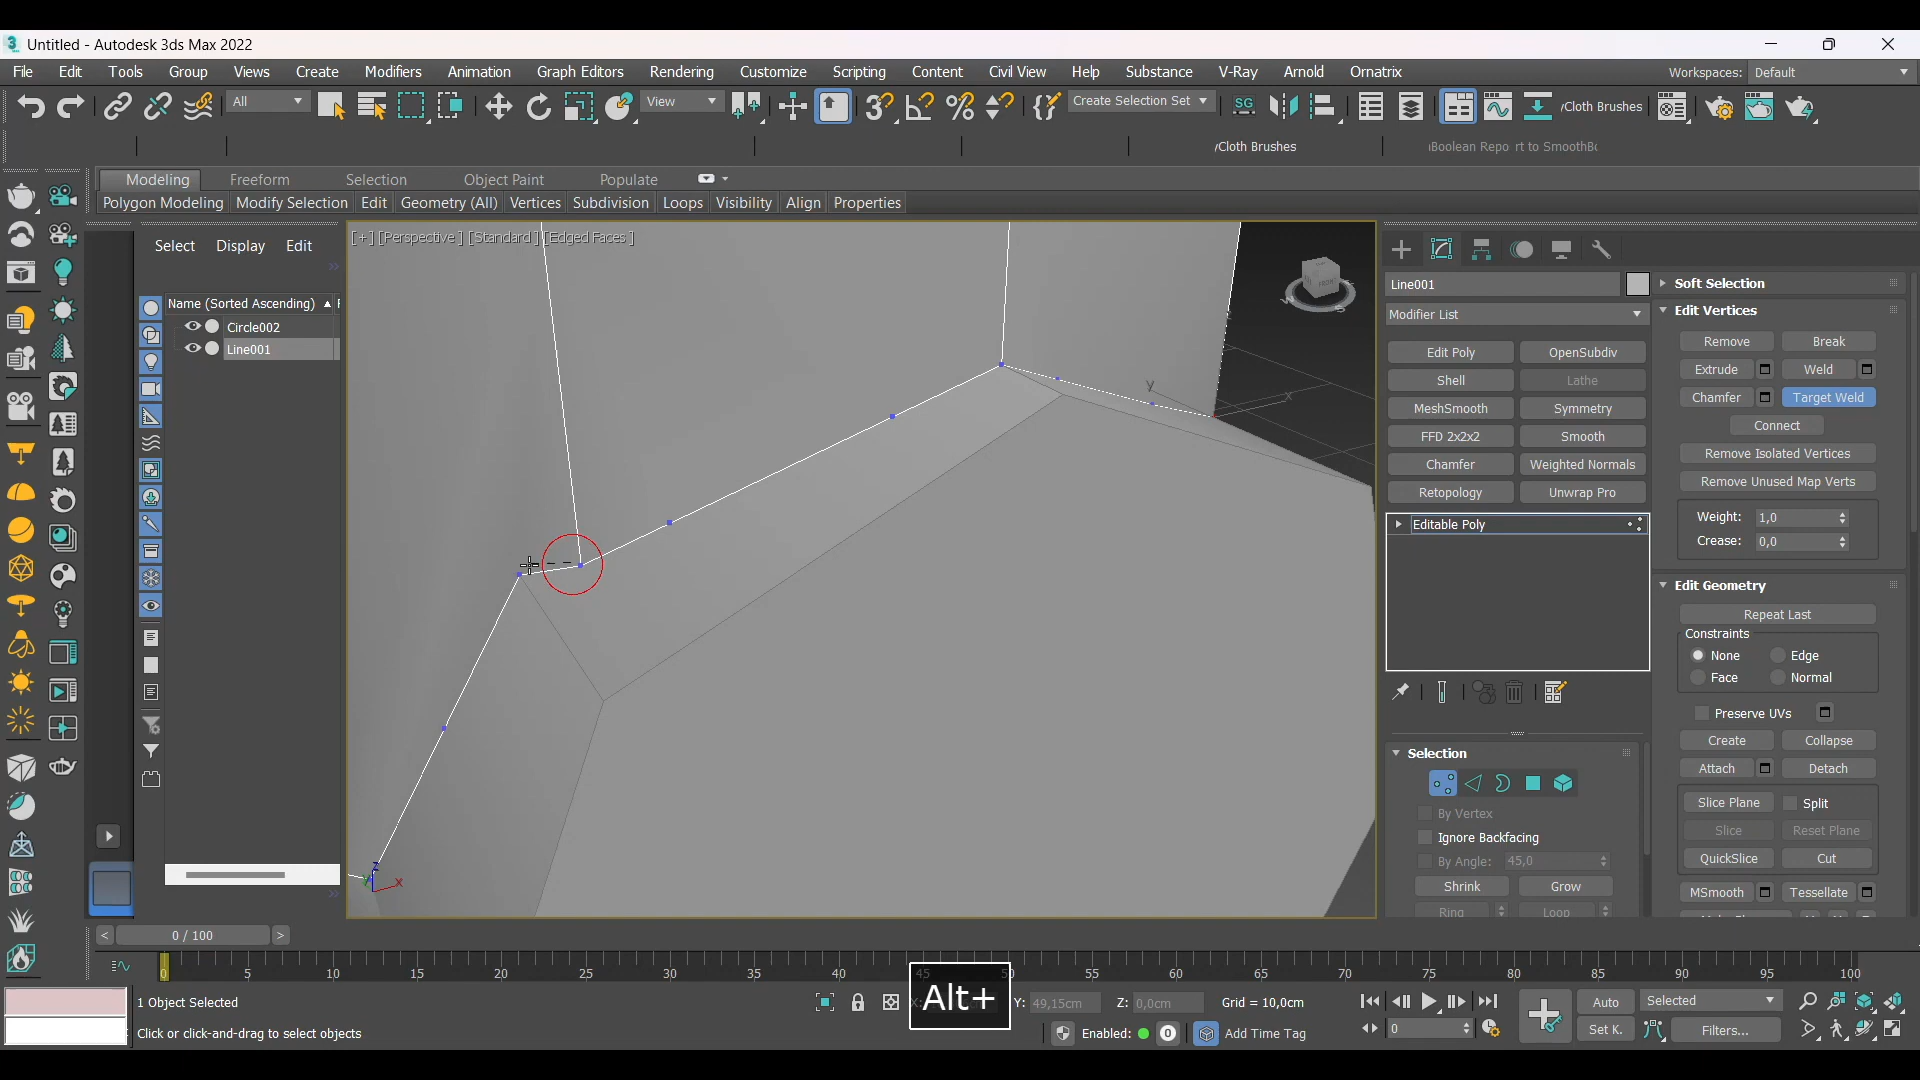 Untitled - Autodesk 3ds Max 2022
File Edit Tools Group Views Create Modifiers Animation Graph Editors Rendering Customize Scripting Content Civil View Help Substance V-Ray Arnold Ornatrix Workspaces: Default
All View Create Selection Set SG /Cloth Brushes
/Cloth Brushes Boolean Repo rt to SmoothBo
Modeling Freeform Selection Object Paint Populate
Polygon Modeling Modify Selection Edit Geometry (All) Vertices Subdivision Loops Visibility Align Properties
Select Display Edit
Name (Sorted Ascending)
Circle002
Line001
[+] [Perspective ] [Standard ] [Edged Faces ]
FRONT
W
S
y
x
z
x
Line001
Modifier List
Edit Poly OpenSubdiv
Shell Lathe
MeshSmooth Symmetry
FFD 2x2x2 Smooth
Chamfer Weighted Normals
Retopology Unwrap Pro
Editable Poly
Selection
By Vertex
Ignore Backfacing
By Angle: 45,0
Shrink Grow
Ring Loop
Soft Selection
Edit Vertices
Remove Break
Extrude Weld
Chamfer Target Weld
Connect
Remove Isolated Vertices
Remove Unused Map Verts
Weight: 1,0
Crease: 0,0
Edit Geometry
Repeat Last
Constraints
None Edge
Face Normal
Preserve UVs
Create Collapse
Attach Detach
Slice Plane Split
Slice Reset Plane
QuickSlice Cut
MSmooth Tessellate
< 0 / 100 >
0 5 10 15 20 25 30 35 40 45 50 55 60 65 70 75 80 85 90 95 100
Alt+
1 Object Selected
Click or click-and-drag to select objects
Y: 49,15cm Z: 0,0cm Grid = 10,0cm
Enabled: 0 Add Time Tag
0
Auto Selected
Set K. Filters...